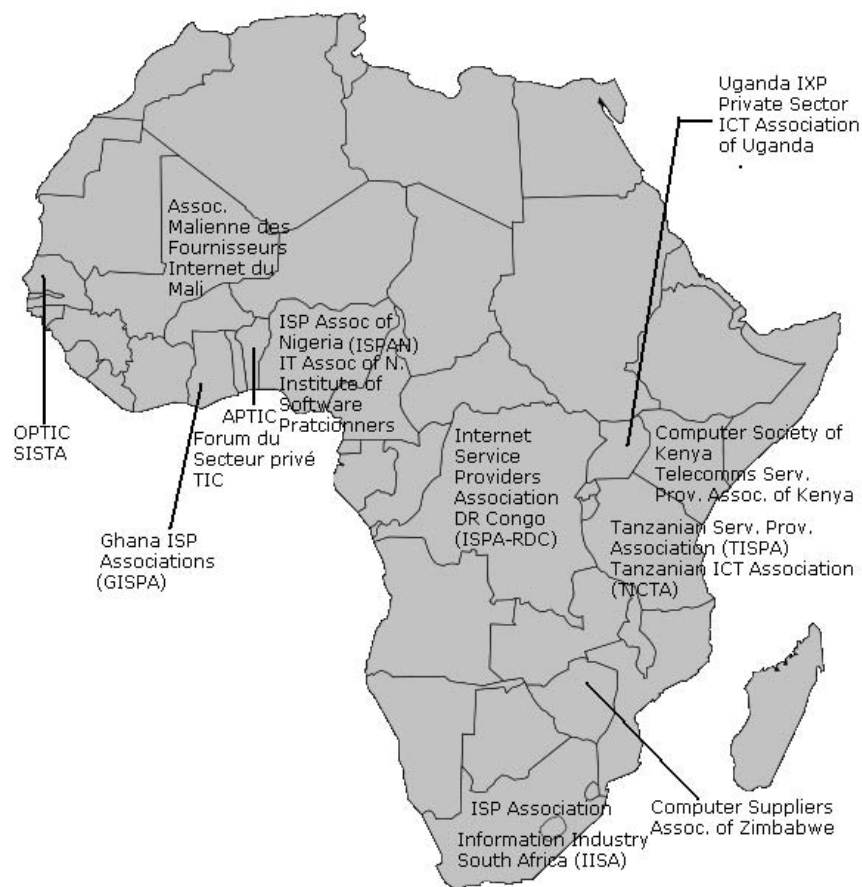 Uganda IXP
Private Sector
ICT Association
of Uganda
Assoc.
Malienne des
Fournisseurs
Internet du
Mali
ISP Assoc of
Nigeria (ISPAN)
IT Assoc of N.
Institute of
Software
Pratcionners
OPTIC
SISTA
APTIC
Forum du
Secteur privé
TIC
Ghana ISP
Associations
(GISPA)
Internet
Service
Providers
Association
DR Congo
(ISPA-RDC)
Computer Society of
Kenya
Telecomms Serv.
Prov. Assoc. of Kenya
Tanzanian Serv. Prov.
Association (TISPA)
Tanzanian ICT Association
(TICTA)
ISP Association
Information Industry
South Africa (IISA)
Computer Suppliers
Assoc. of Zimbabwe